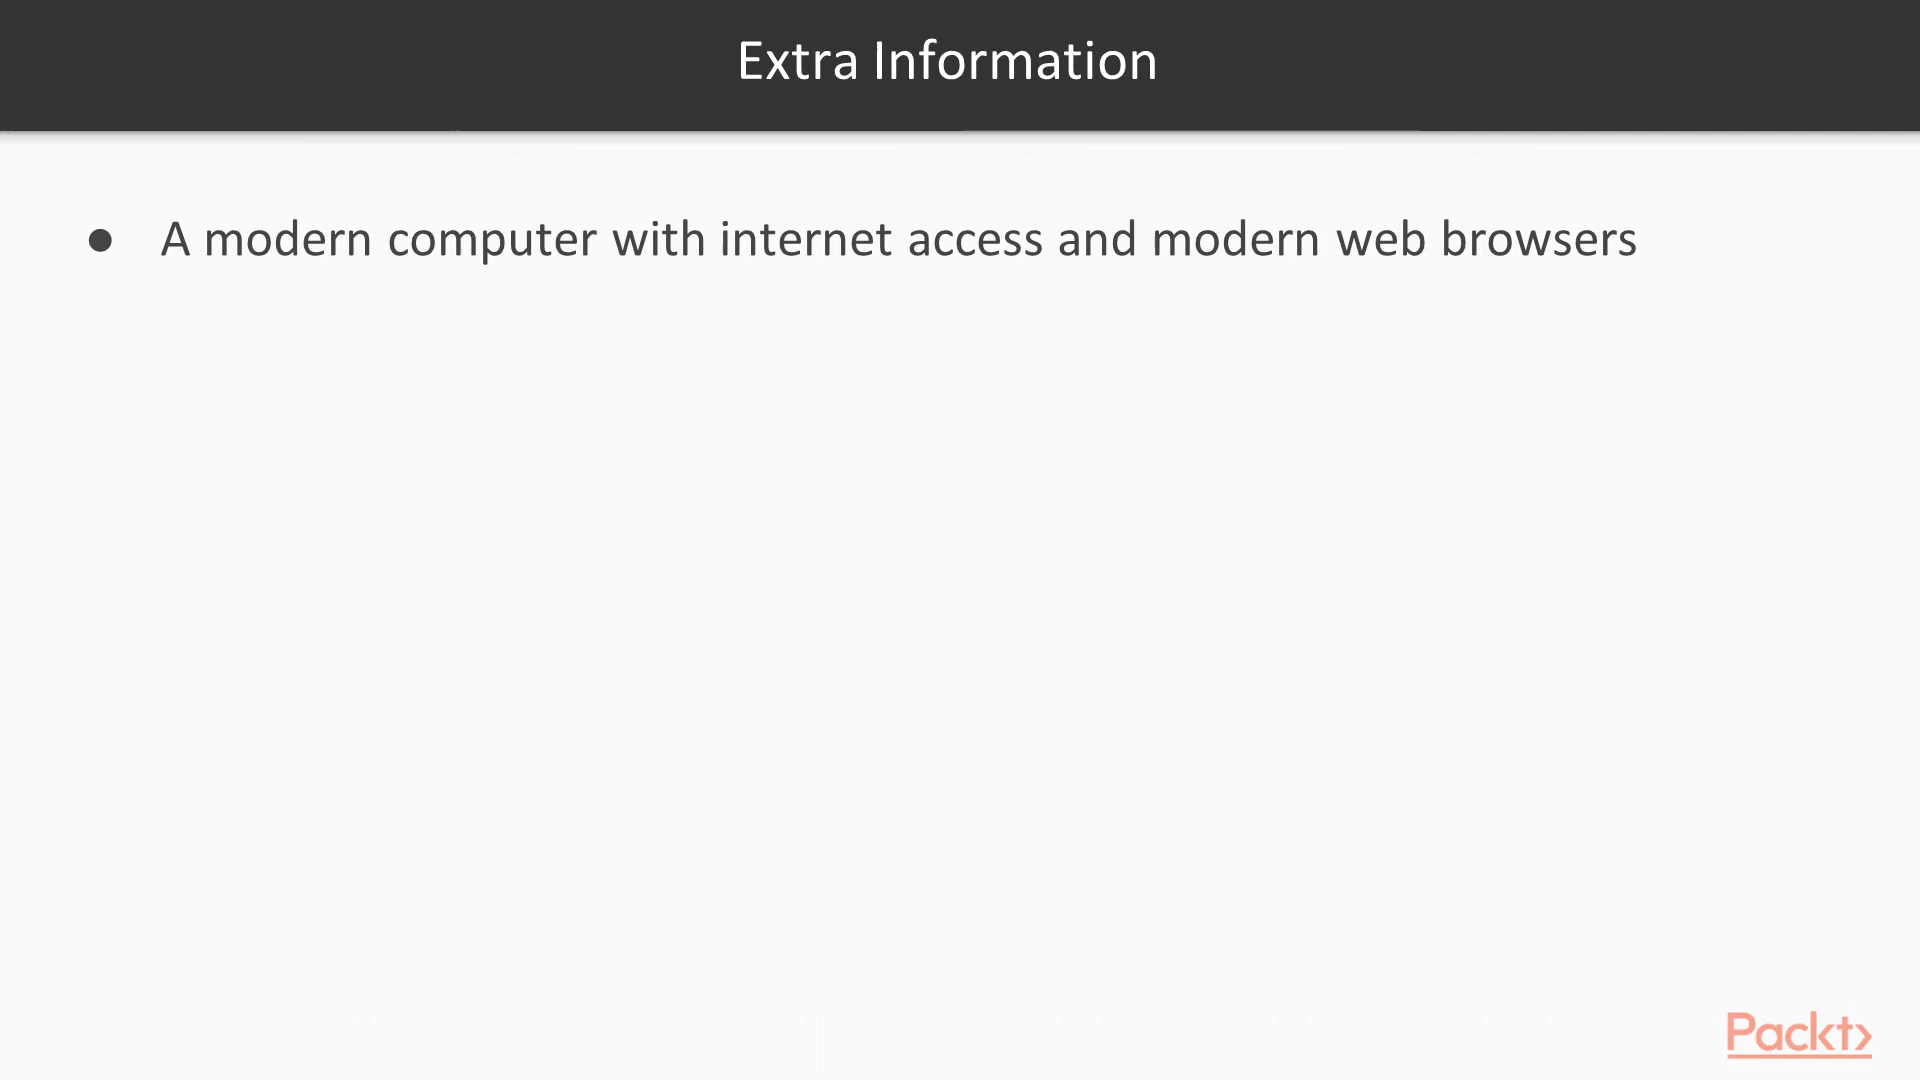 Extra Information
● A modern computer with internet access and modern web browsers
Packt>